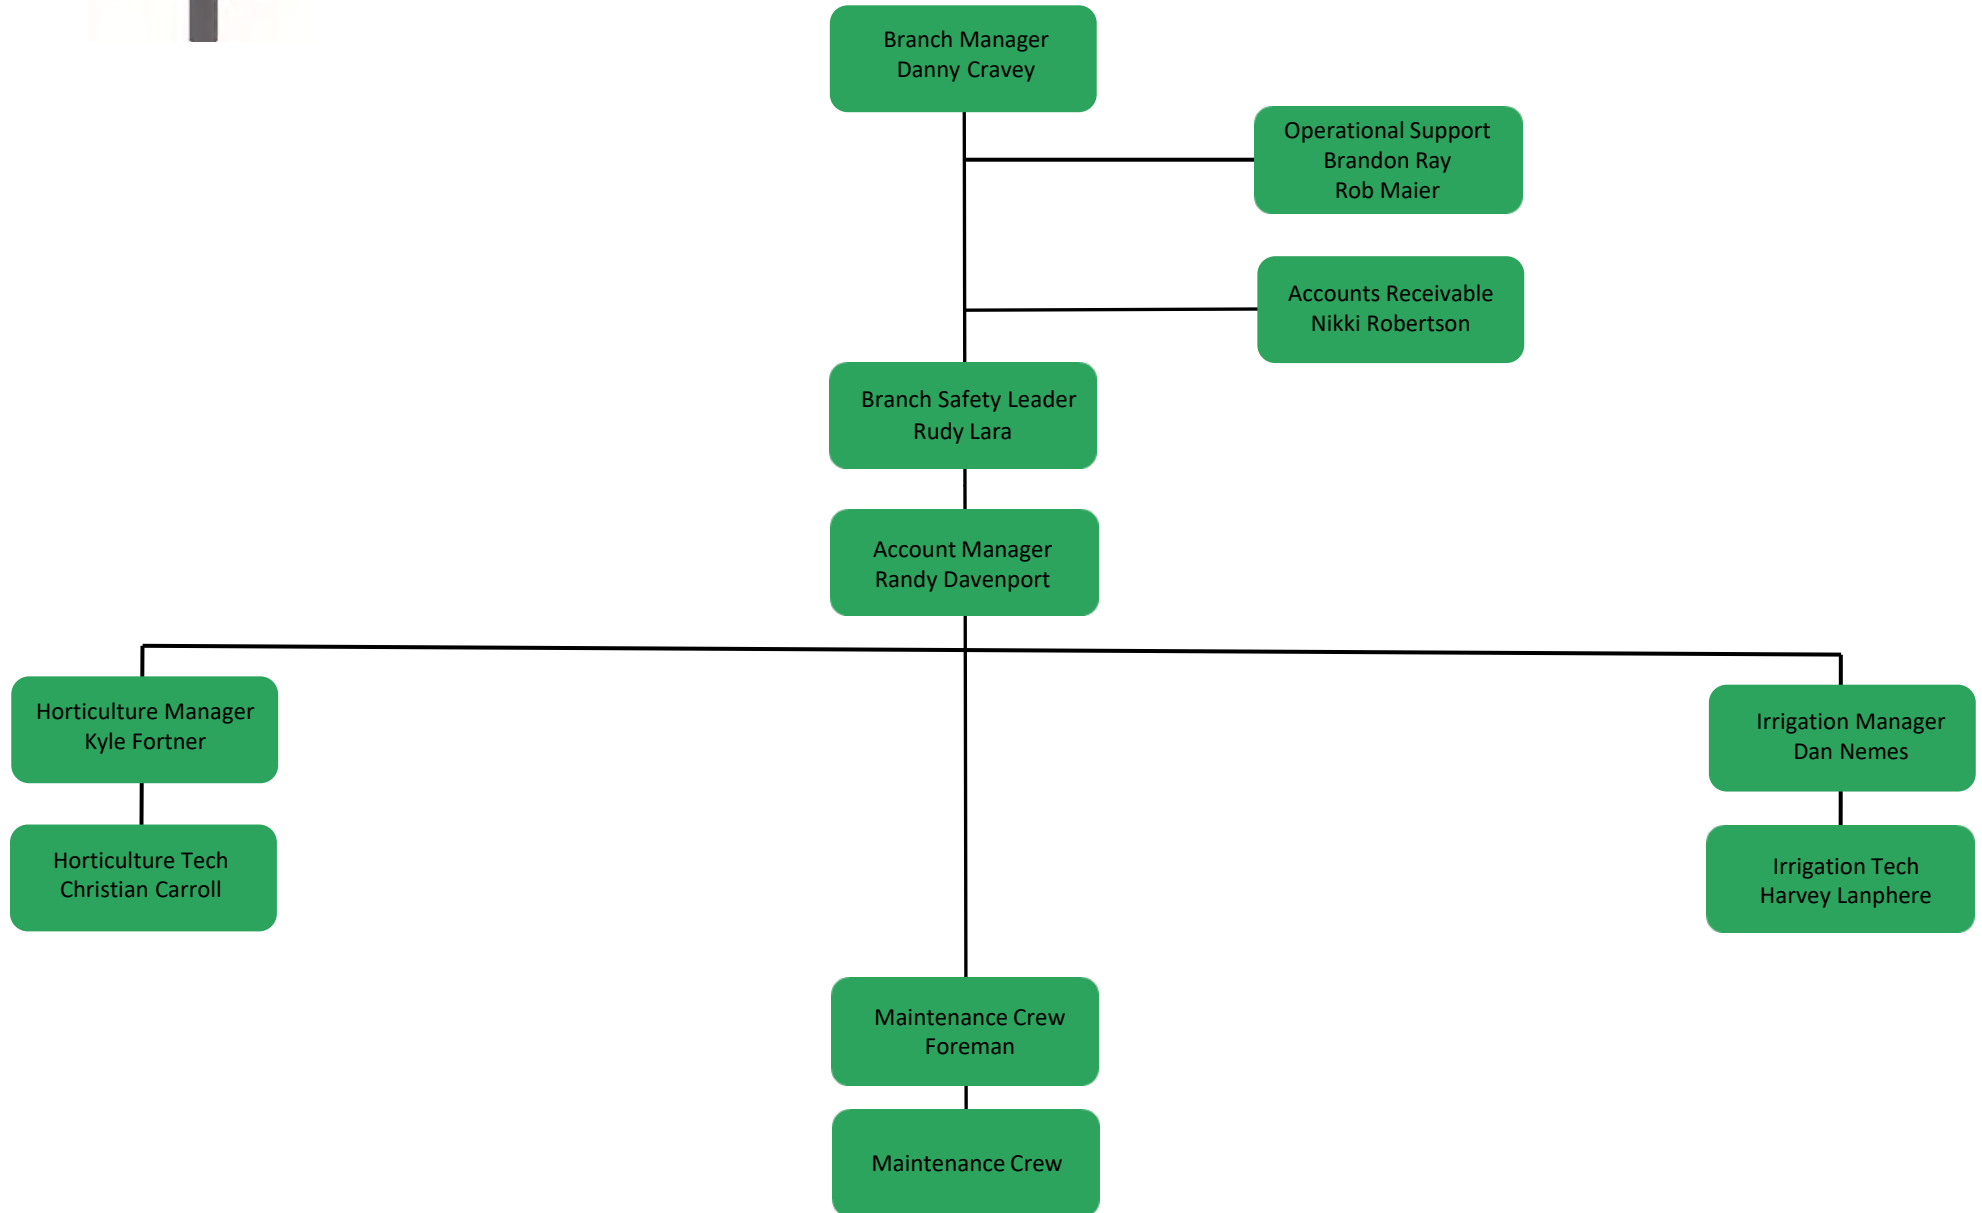 Branch Manager
Danny Cravey
Operational Support
Brandon Ray
Rob Maier
Accounts Receivable
Nikki Robertson
Branch Safety Leader
Rudy Lara
Account Manager
Randy Davenport
Horticulture Manager
Kyle Fortner
Irrigation Manager
Dan Nemes
Horticulture Tech
Christian Carroll
Irrigation Tech
Harvey Lanphere
Maintenance Crew
Foreman
Maintenance Crew